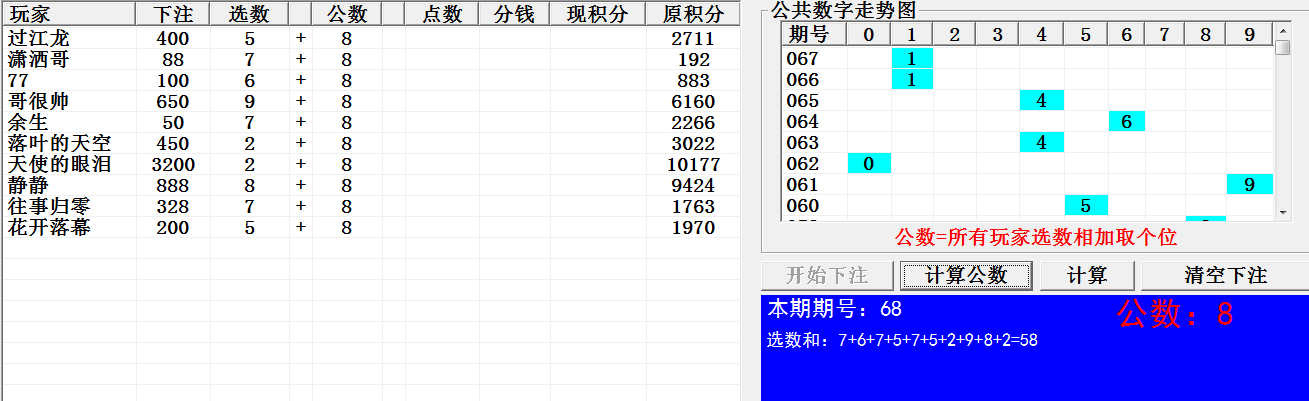 玩家 下注 选数 公数 点数 分钱 现积分 原积分
过江龙 400 5 + 8 2711
潇洒哥 88 7 + 8 192
77 100 6 + 8 883
哥很帅 650 9 + 8 6160
余生 50 7 + 8 2266
落叶的天空 450 2 + 8 3022
天使的眼泪 3200 2 + 8 10177
静静 888 8 + 8 9424
往事归零 328 7 + 8 1763
花开落幕 200 5 + 8 1970
公共数字走势图
期号 0 1 2 3 4 5 6 7 8 9
067 1
066 1
065 4
064 6
063 4
062 0
061 9
060 5
公数=所有玩家选数相加取个位
开始下注 计算公数 计算 清空下注
本期期号：68 公数：8
选数和：7+6+7+5+7+5+2+9+8+2=58